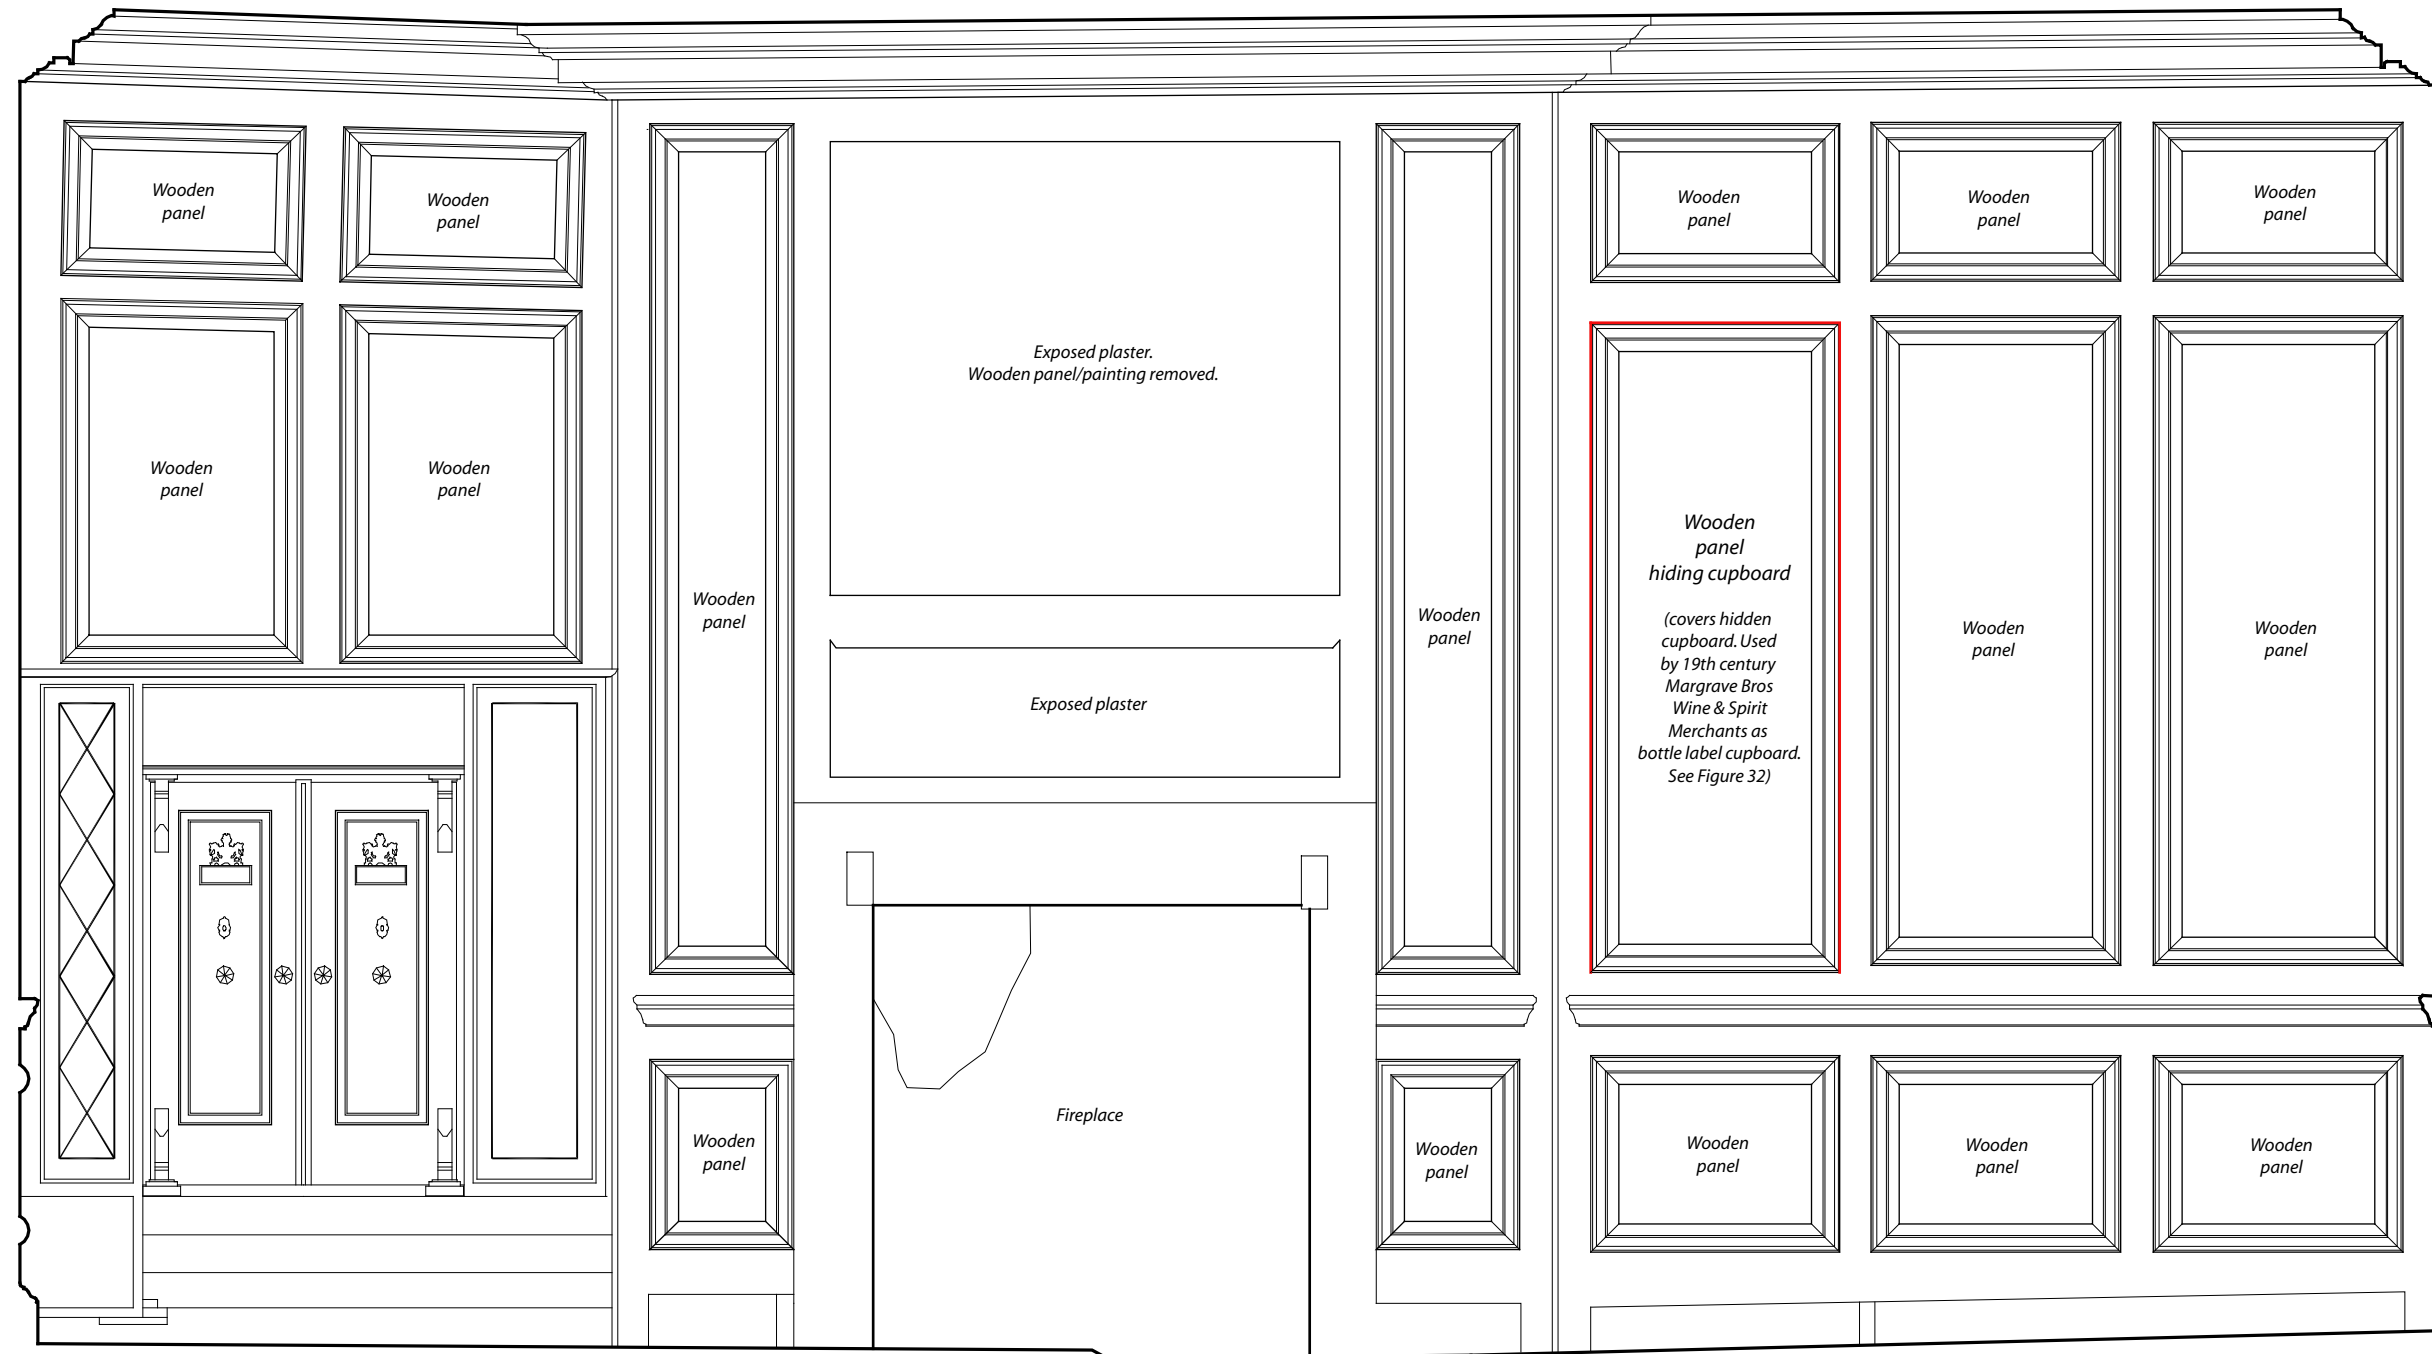 Wooden
panel
Wooden
panel
Wooden
panel
Wooden
panel
Wooden
panel
Wooden
panel
Wooden
panel
Wooden
panel
Exposed plaster.
Wooden panel/painting removed.
Exposed plaster
Fireplace
Wooden
panel
Wooden
panel
Wooden
panel
Wooden
panel
Wooden
panel
Wooden
panel
hiding cupboard
(covers hidden
cupboard. Used
by 19th century
Margrave Bros
Wine & Spirit
Merchants as
bottle label cupboard.
See Figure 32)
Wooden
panel
Wooden
panel
Wooden
panel
Wooden
panel
Wooden
panel